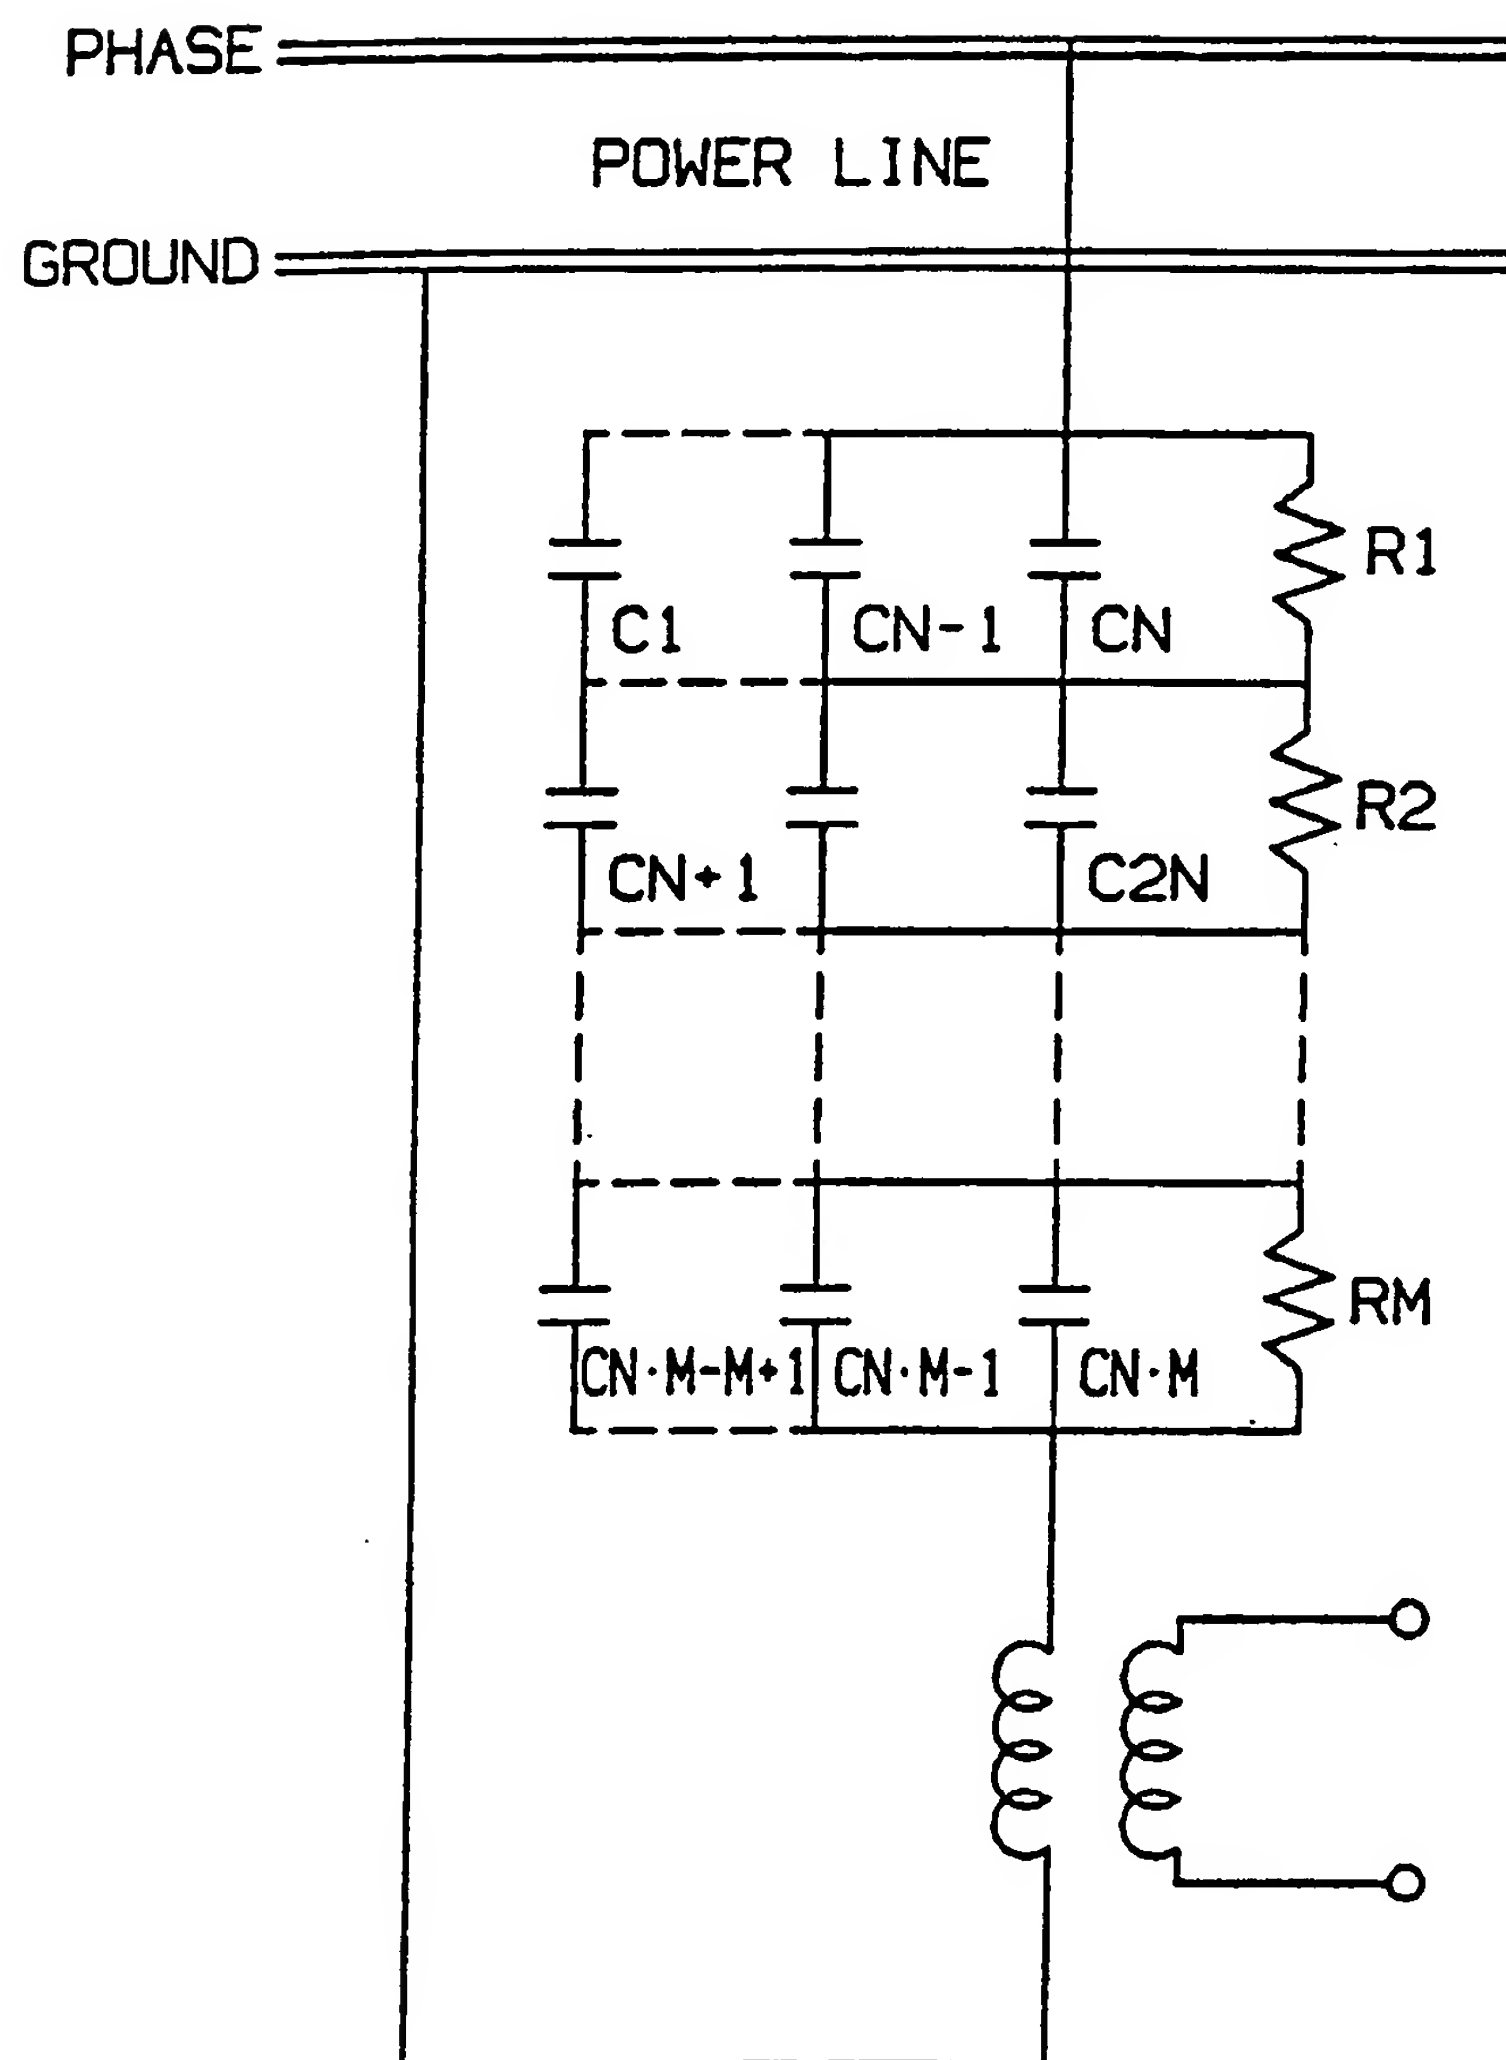 PHASE
POWER LINE
GROUND
R1
C1 CN-1 CN
R2
CN+1 C2N
RM
CN·M-M+1 CN·M-1 CN·M